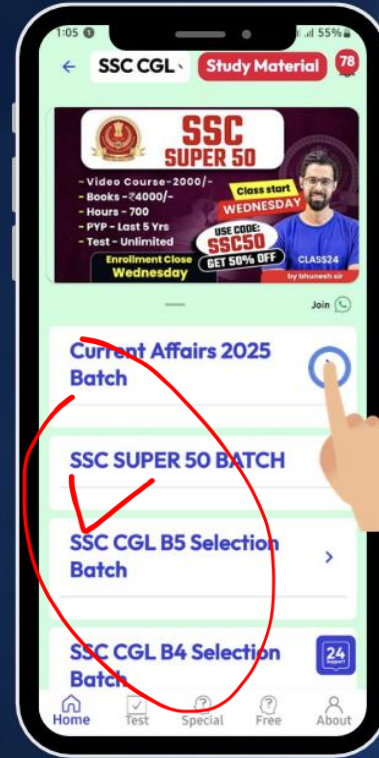 1:05
55%
SSC CGL
Study Material
78
SSC
SUPER 50
- Video Course-2000/-
- Books -₹4000/-
- Hours - 700
- PYP - Last 5 Yrs
- Test - Unlimited
Class start
WEDNESDAY
USE CODE:
SSC50
GET 50% OFF
Enrollment Close
Wednesday
CLASS24
by bhunesh sir
Join
Current Affairs 2025
Batch
SSC SUPER 50 BATCH
SSC CGL B5 Selection
Batch
SSC CGL B4 Selection
Batch
24
Support
Home
Test
Special
Free
About